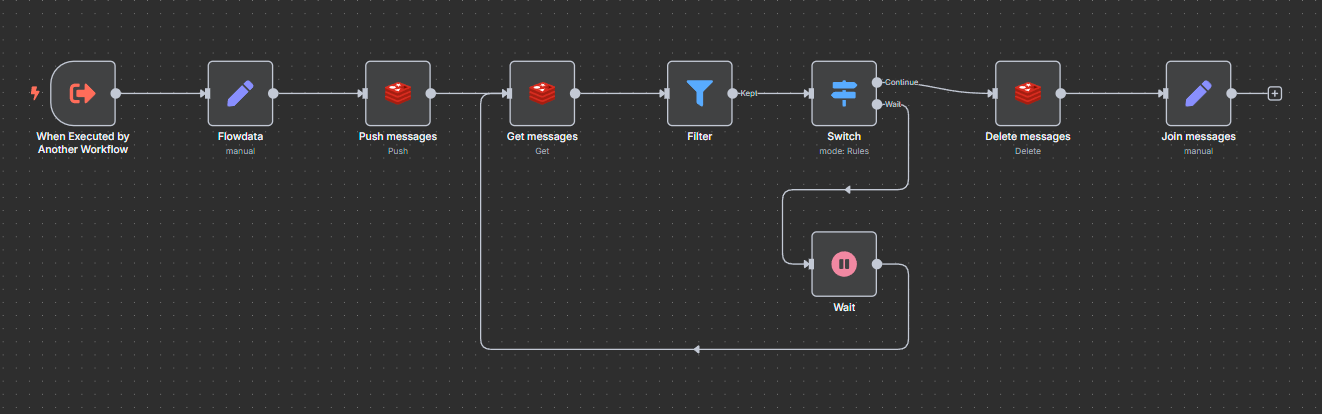 When Executed by
Another Workflow
Flowdata
manual
Push messages
Push
Get messages
Get
Filter
Kept
Switch
mode: Rules
Continue
Wait
Delete messages
Delete
Join messages
manual
Wait